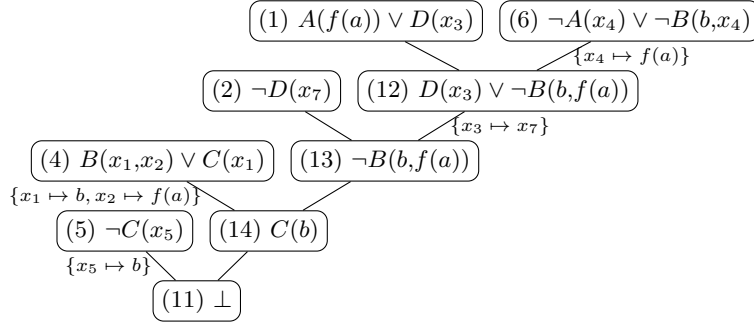 (1) A(f(a)) ∨ D(x₃)
(6) ¬A(x₄) ∨ ¬B(b,x₄)
{x₄ ↦ f(a)}
(2) ¬D(x₇)
(12) D(x₃) ∨ ¬B(b,f(a))
{x₃ ↦ x₇}
(4) B(x₁,x₂) ∨ C(x₁)
(13) ¬B(b,f(a))
{x₁ ↦ b, x₂ ↦ f(a)}
(5) ¬C(x₅)
(14) C(b)
{x₅ ↦ b}
(11) ⊥